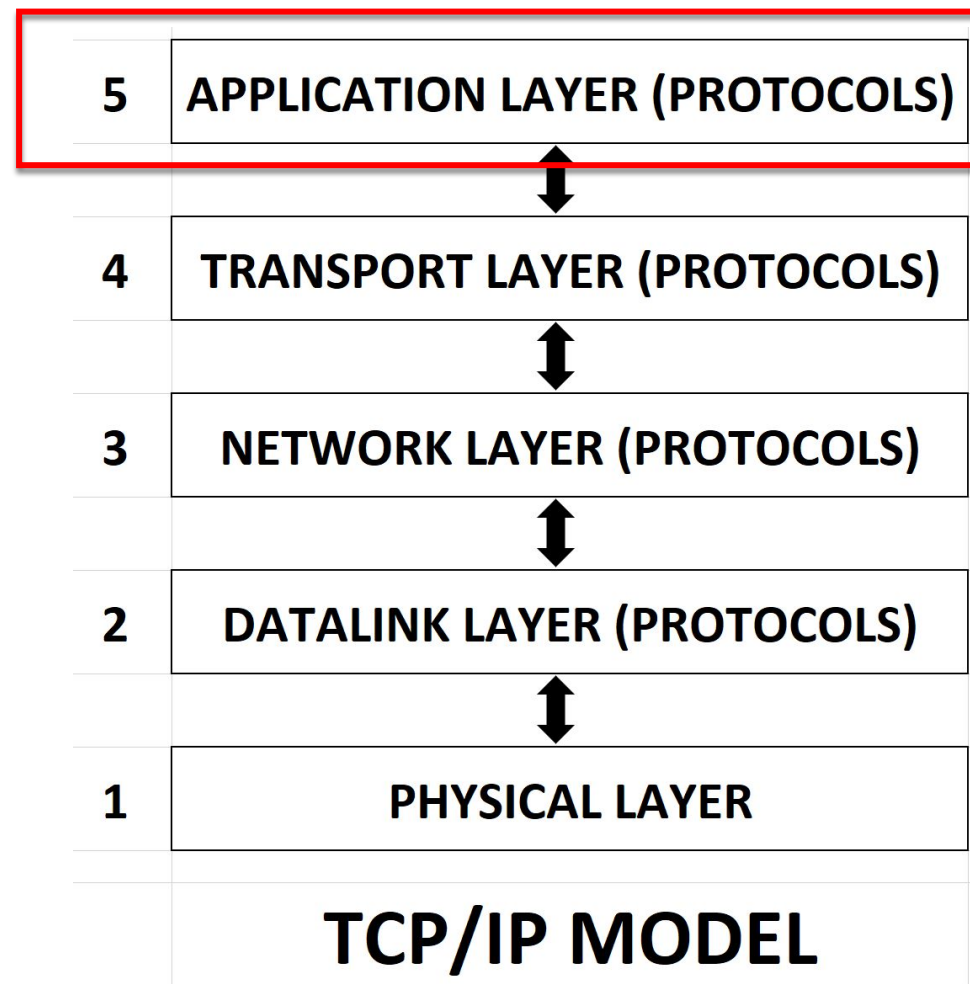 5 APPLICATION LAYER (PROTOCOLS)
4 TRANSPORT LAYER (PROTOCOLS)
3 NETWORK LAYER (PROTOCOLS)
2 DATALINK LAYER (PROTOCOLS)
1 PHYSICAL LAYER
TCP/IP MODEL